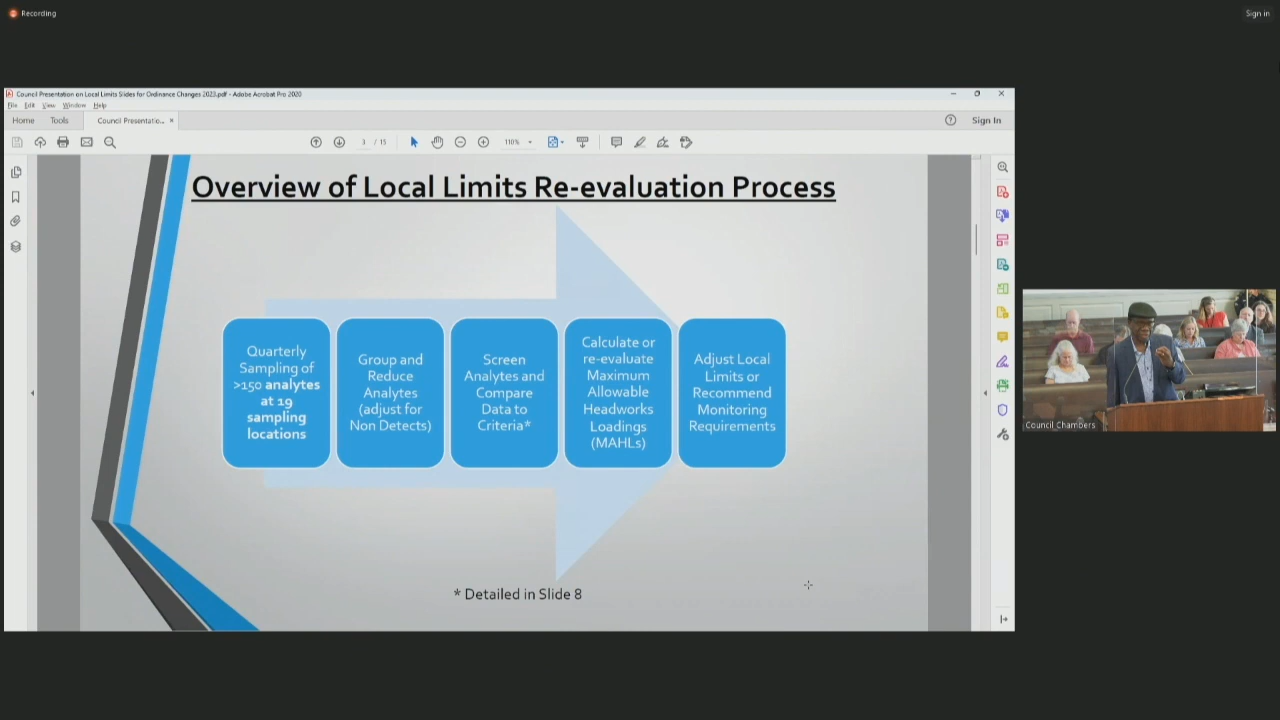 Recording
Sign in
Council Presentation on Local Limits Slides for Ordinance Changes 2023.pdf - Adobe Acrobat Pro 2020
File Edit View Window Help
Home Tools Council Presentatio... ×
Sign In
3 / 15
110%
Overview of Local Limits Re-evaluation Process
Quarterly
Sampling of
>150 analytes
at 19
sampling
locations
Group and
Reduce
Analytes
(adjust for
Non Detects)
Screen
Analytes and
Compare
Data to
Criteria*
Calculate or
re-evaluate
Maximum
Allowable
Headworks
Loadings
(MAHLs)
Adjust Local
Limits or
Recommend
Monitoring
Requirements
* Detailed in Slide 8
Council Chambers